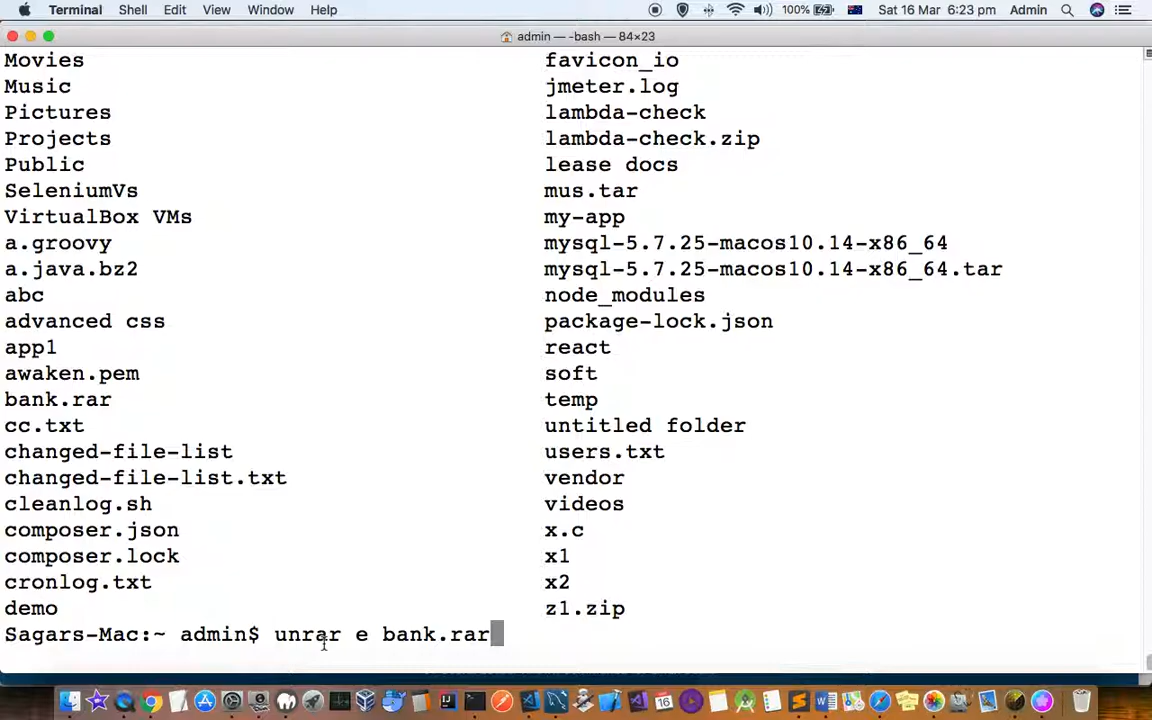 Terminal Shell Edit View Window Help 100% Sat 16 Mar 6:23 pm Admin
admin — -bash — 84×23
Movies favicon_io
Music jmeter.log
Pictures lambda-check
Projects lambda-check.zip
Public lease docs
SeleniumVs mus.tar
VirtualBox VMs my-app
a.groovy mysql-5.7.25-macos10.14-x86_64
a.java.bz2 mysql-5.7.25-macos10.14-x86_64.tar
abc node_modules
advanced css package-lock.json
app1 react
awaken.pem soft
bank.rar temp
cc.txt untitled folder
changed-file-list users.txt
changed-file-list.txt vendor
cleanlog.sh videos
composer.json x.c
composer.lock x1
cronlog.txt x2
demo z1.zip
Sagars-Mac:~ admin$ unrar e bank.rar